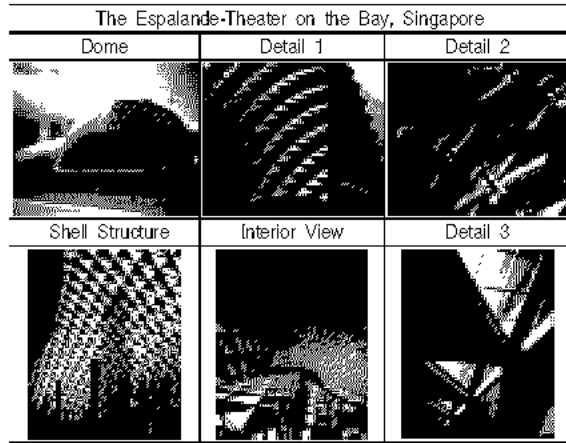 The Espalande-Theater on the Bay, Singapore
Dome Detail 1 Detail 2
Shell Structure Interior View Detail 3